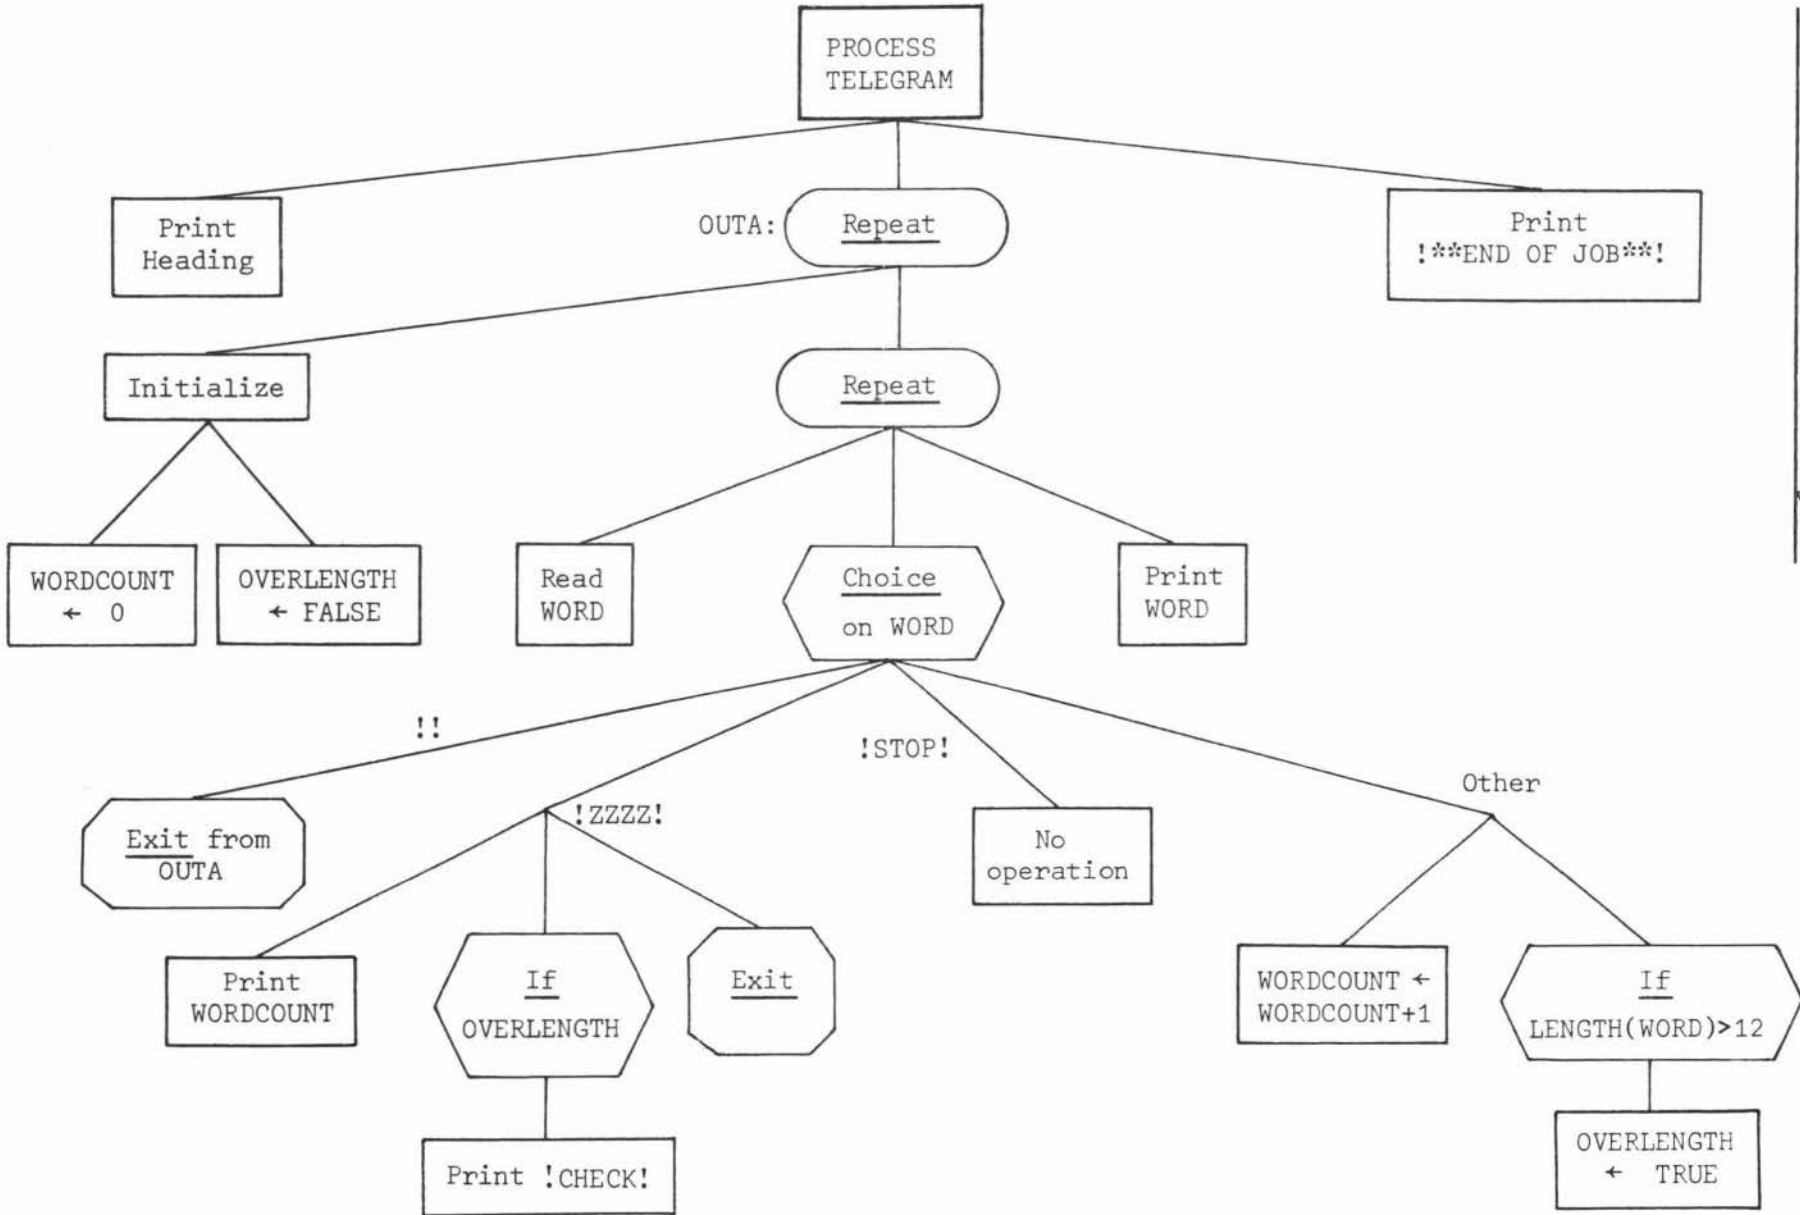 PROCESS
TELEGRAM
Print
Heading
OUTA:
Repeat
Print
!**END OF JOB**!
Initialize
Repeat
WORDCOUNT
← 0
OVERLENGTH
← FALSE
Read
WORD
Choice
on WORD
Print
WORD
!!
!ZZZZ!
!STOP!
Other
Exit from
OUTA
No
operation
Print
WORDCOUNT
If
OVERLENGTH
Exit
WORDCOUNT ←
WORDCOUNT+1
If
LENGTH(WORD)>12
Print !CHECK!
OVERLENGTH
← TRUE